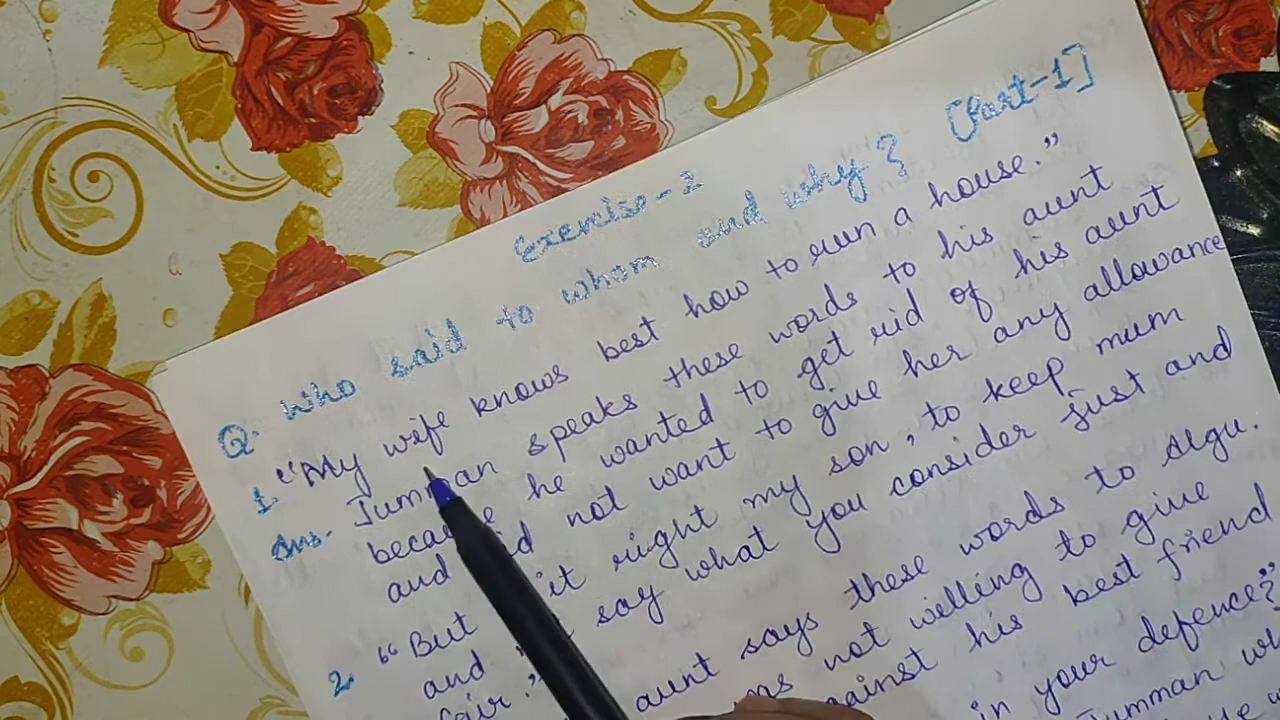 Exercise-2
Q. Who said to whom and why? [Part-1]
1. "My wife knows best how to run a house."
Ans. Jumman speaks these words to his aunt
because he wanted to get rid of his aunt
and did not want to give her any allowance
2. "But it right my son, to keep mum
and say what you consider just and
fair."
aunt says these words to Algu.
not willing to give
against his best friend
in your defence?"
Jumman